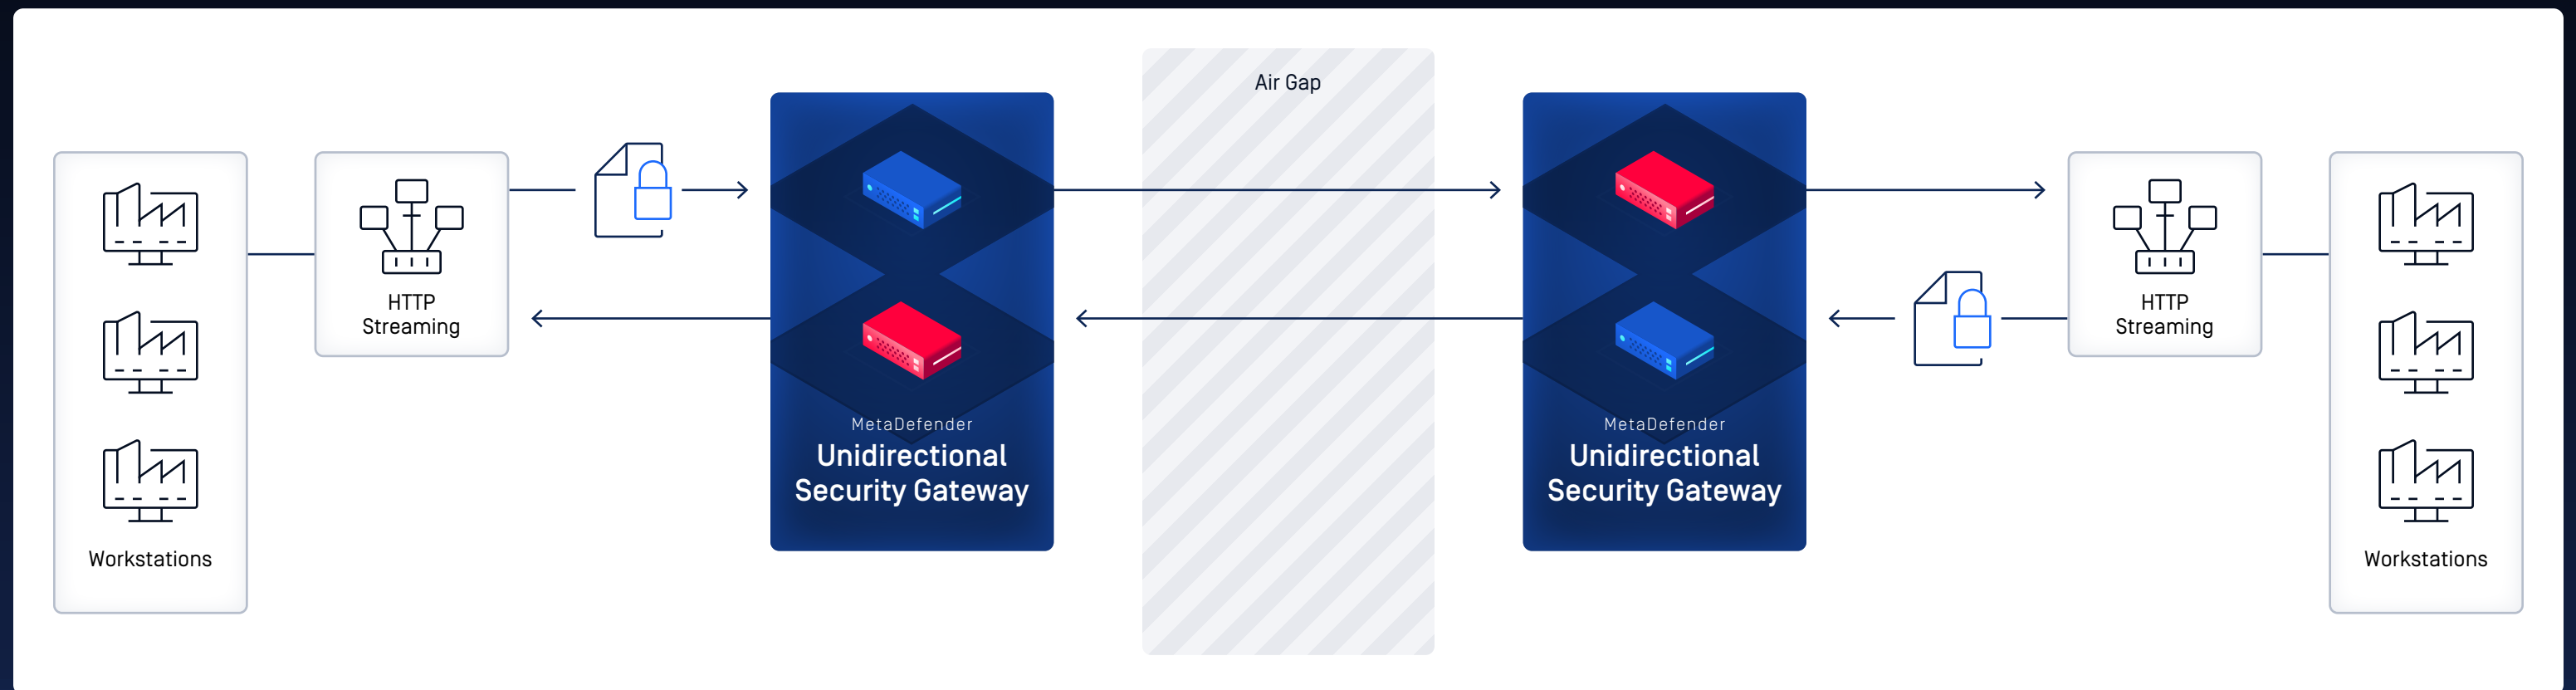 Air Gap
HTTP
Streaming
Workstations
MetaDefender
Unidirectional
Security Gateway
MetaDefender
Unidirectional
Security Gateway
HTTP
Streaming
Workstations